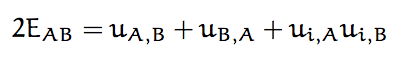 2E_{AB} = u_{A,B} + u_{B,A} + u_{i,A}u_{i,B}